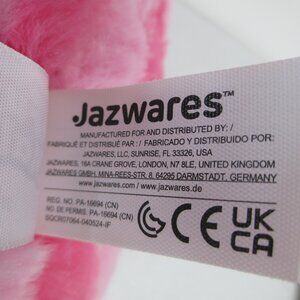 Jazwares™
MANUFACTURED FOR AND DISTRIBUTED BY: /
FABRIQUÉ ET DISTRIBUÉ PAR : / FABRICADO Y DISTRIBUIDO POR:
JAZWARES, LLC, SUNRISE, FL 33326, USA
JAZWARES, 16A CRANE GROVE, LONDON, N7 8LE, UNITED KINGDOM
JAZWARES GMBH, MINA-REES-STR. 8, 64295 DARMSTADT, GERMANY
www.jazwares.com / www.jazwares.de
REG. NO. PA-16694 (CN)
NO DE PERMIS. PA-16694 (CN)
SQCR07064-040524-IF
CE
UK
CA